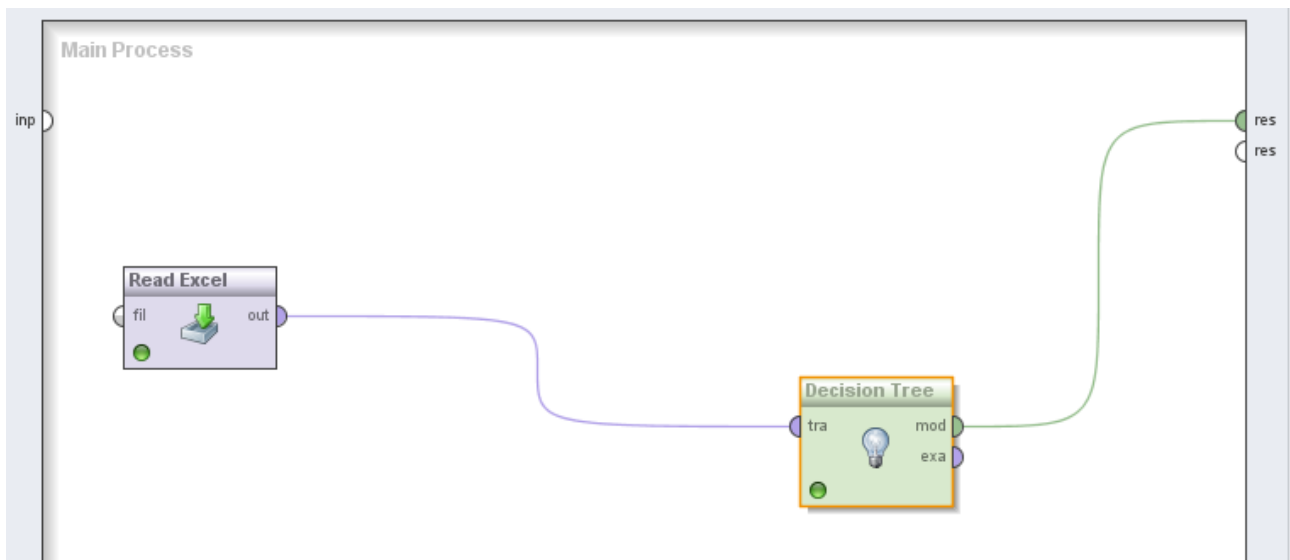 Main Process
inp
res
res
Read Excel
fil
out
Decision Tree
tra
mod
exa